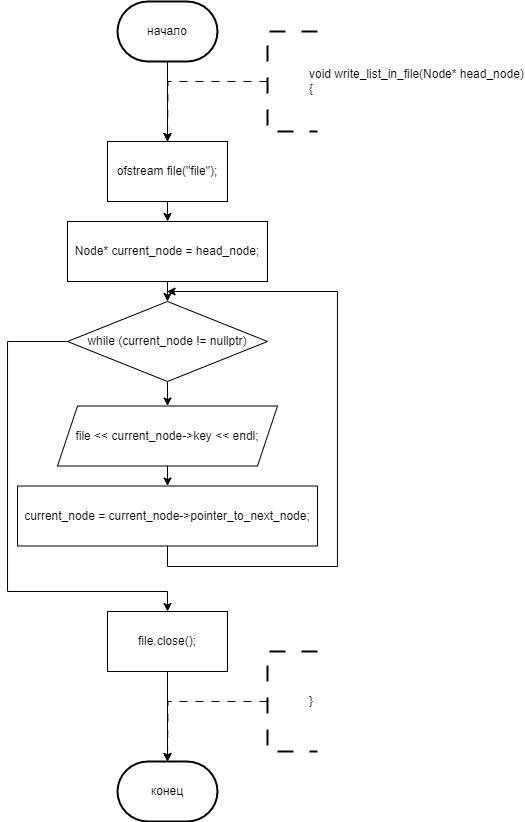 начало
void write_list_in_file(Node* head_node)
{
ofstream file("file");
Node* current_node = head_node;
while (current_node != nullptr)
file << current_node->key << endl;
current_node = current_node->pointer_to_next_node;
file.close();
}
конец